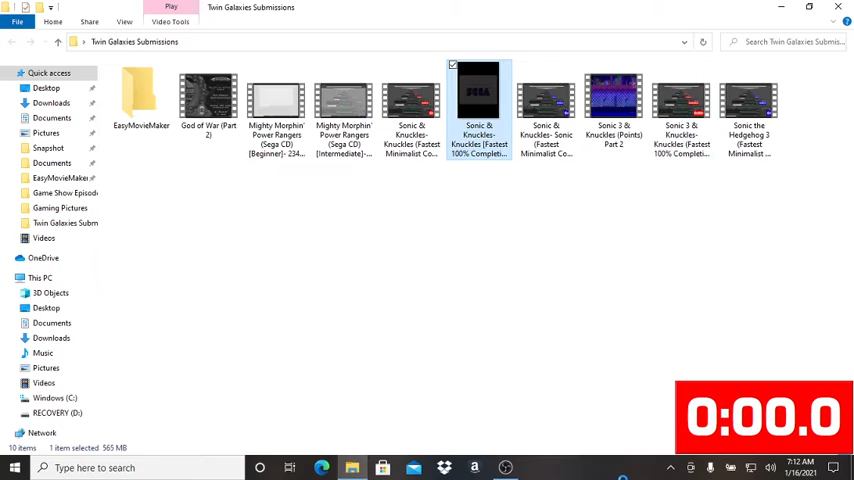 Play
Twin Galaxies Submissions
File
Home
Share
View
Video Tools
Twin Galaxies Submissions
Search Twin Galaxies Submiss...
Quick access
Desktop
Downloads
Documents
Pictures
Snapshot
Documents
EasyMovieMaker
Game Show Episode
Gaming Pictures
Twin Galaxies Subm
Videos
OneDrive
This PC
3D Objects
Desktop
Documents
Downloads
Music
Pictures
Videos
Windows (C:)
RECOVERY (D:)
Network
EasyMovieMaker
God of War (Part
2)
Mighty Morphin'
Power Rangers
(Sega CD)
[Beginner]- 234...
Mighty Morphin'
Power Rangers
(Sega CD)
[Intermediate]-...
Sonic &
Knuckles-
Knuckles (Fastest
Minimalist Co...
SEGA
Sonic &
Knuckles-
Knuckles [Fastest
100% Completi...
Sonic &
Knuckles- Sonic
(Fastest
Minimalist Co...
Sonic 3 &
Knuckles (Points)
Part 2
Sonic 3 &
Knuckles (Fastest
100% Completi...
Sonic the
Hedgehog 3
(Fastest
Minimalist ...
0:00.0
10 items
1 item selected 565 MB
Type here to search
7:12 AM
1/16/2021